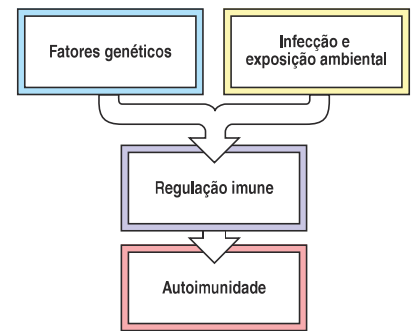 Fatores genéticos
Infecção e
exposição ambiental
Regulação imune
Autoimunidade